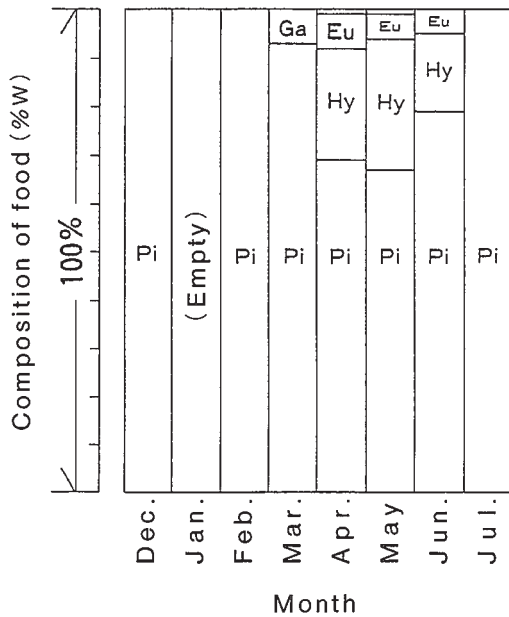 Composition of food (%W)
100%
Ga Eu Eu Eu
Hy Hy Hy
Pi (Empty) Pi Pi Pi Pi Pi Pi
Dec. Jan. Feb. Mar. Apr. May Jun. Jul.
Month